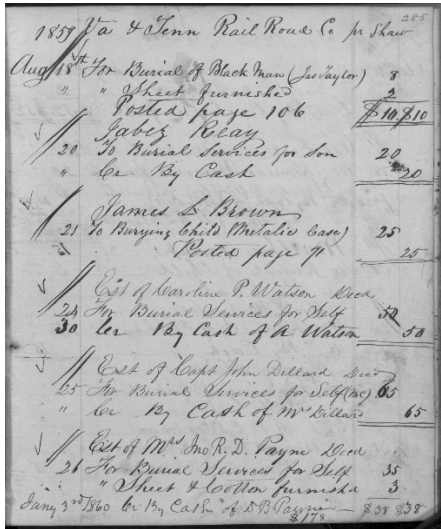 285
1859 Va & Tenn Rail Road Co pr Shaw
Aug 18th For Burial of Black Man (Jas Taylor) 8
" " Sheet furnished 2
Posted page 106 $10 $10
Jabez Reay
20 To Burial Services for Son 20
" Cr By Cash 20
James L Brown
21 To Burying Child (Metalic Case) 25
Posted page 91 25
Est of Caroline P. Watson Decd
24 For Burial Services for Self 50
30 Cr By Cash of A Watson 50
Est of Capt John Dillard Decd
25 For Burial Services for Self (mc) 65
" Cr By Cash of Mrs Dillard 65
Est of Mrs Jno R. D. Payne Decd
26 For Burial Services for Self 35
" Sheet & Cotton furnishd 3
Jany 3rd 1860 Cr By Cash of D B Payne $38 $38
$178